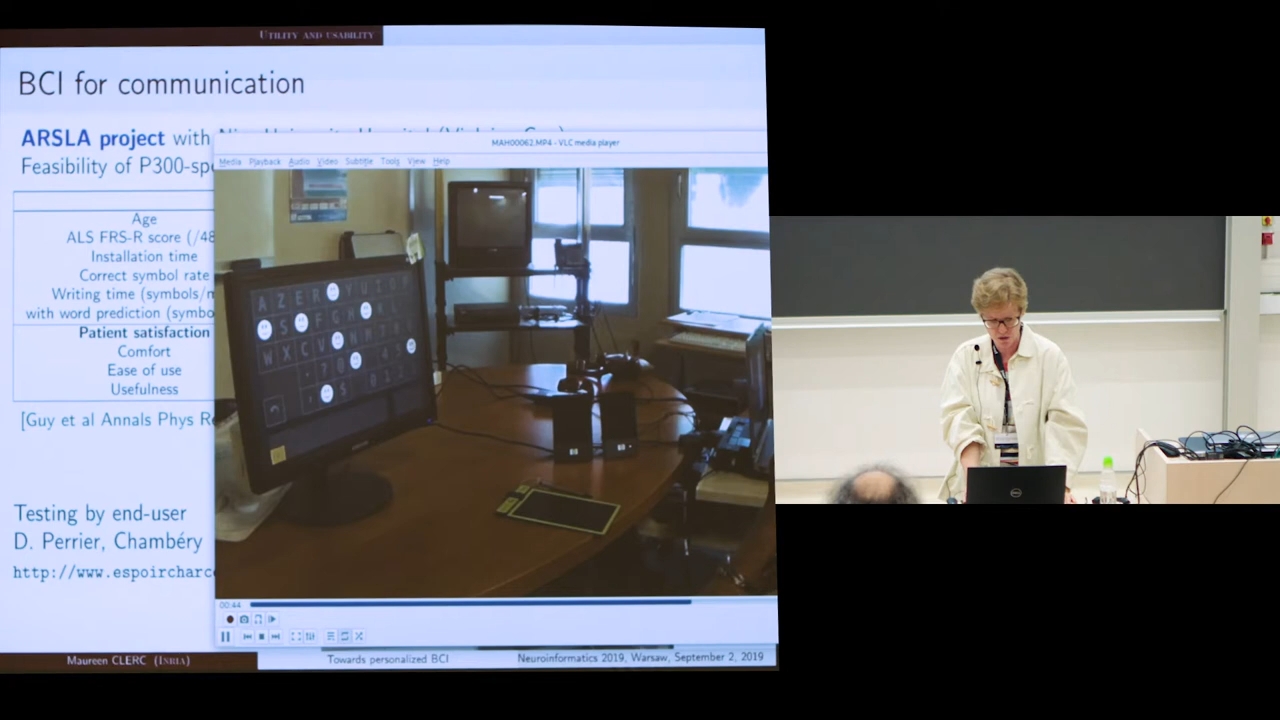 UTILITY AND USABILITY
BCI for communication
ARSLA project with
Feasibility of P300-spe
Age
ALS FRS-R score (/48
Installation time
Correct symbol rate
Writing time (symbols/m
with word prediction (symbo
Patient satisfaction
Comfort
Ease of use
Usefulness
[Guy et al Annals Phys Re
Testing by end-user
D. Perrier, Chambéry
http://www.espoircharco
MAH00062.MP4 - VLC media player
Media Playback Audio Video Subtitle Tools View Help
A Z E R Y U I O P
S F G H
W X C V N
00:44
Maureen CLERC (INRIA)
Towards personalized BCI
Neuroinformatics 2019, Warsaw, September 2, 2019
DELL